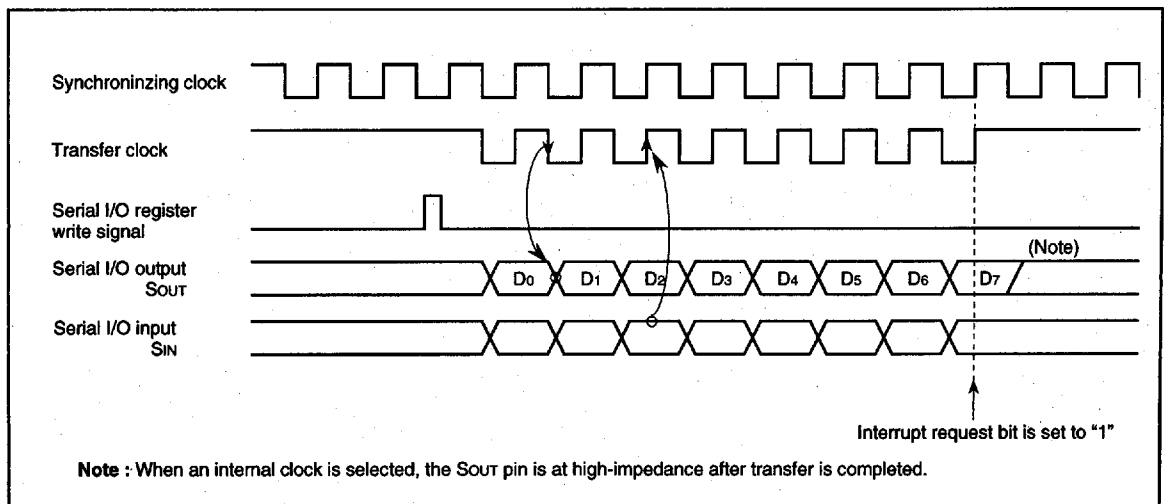 Synchroninzing clock
Transfer clock
Serial I/O register
write signal
Serial I/O output
SOUT
(Note)
D0 D1 D2 D3 D4 D5 D6 D7
Serial I/O input
SIN
Interrupt request bit is set to “1”
Note : When an internal clock is selected, the SOUT pin is at high-impedance after transfer is completed.